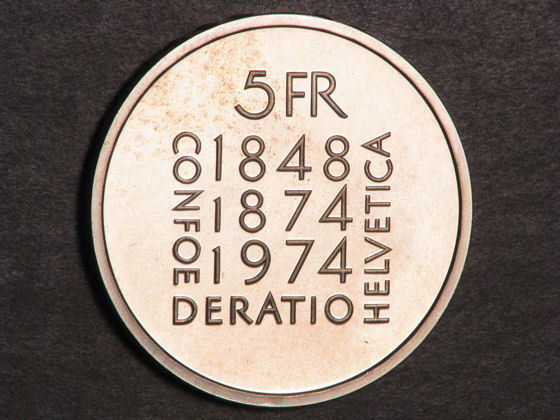 5 FR
1848
1874
1974
CONFOE
DERATIO
HELVETICA